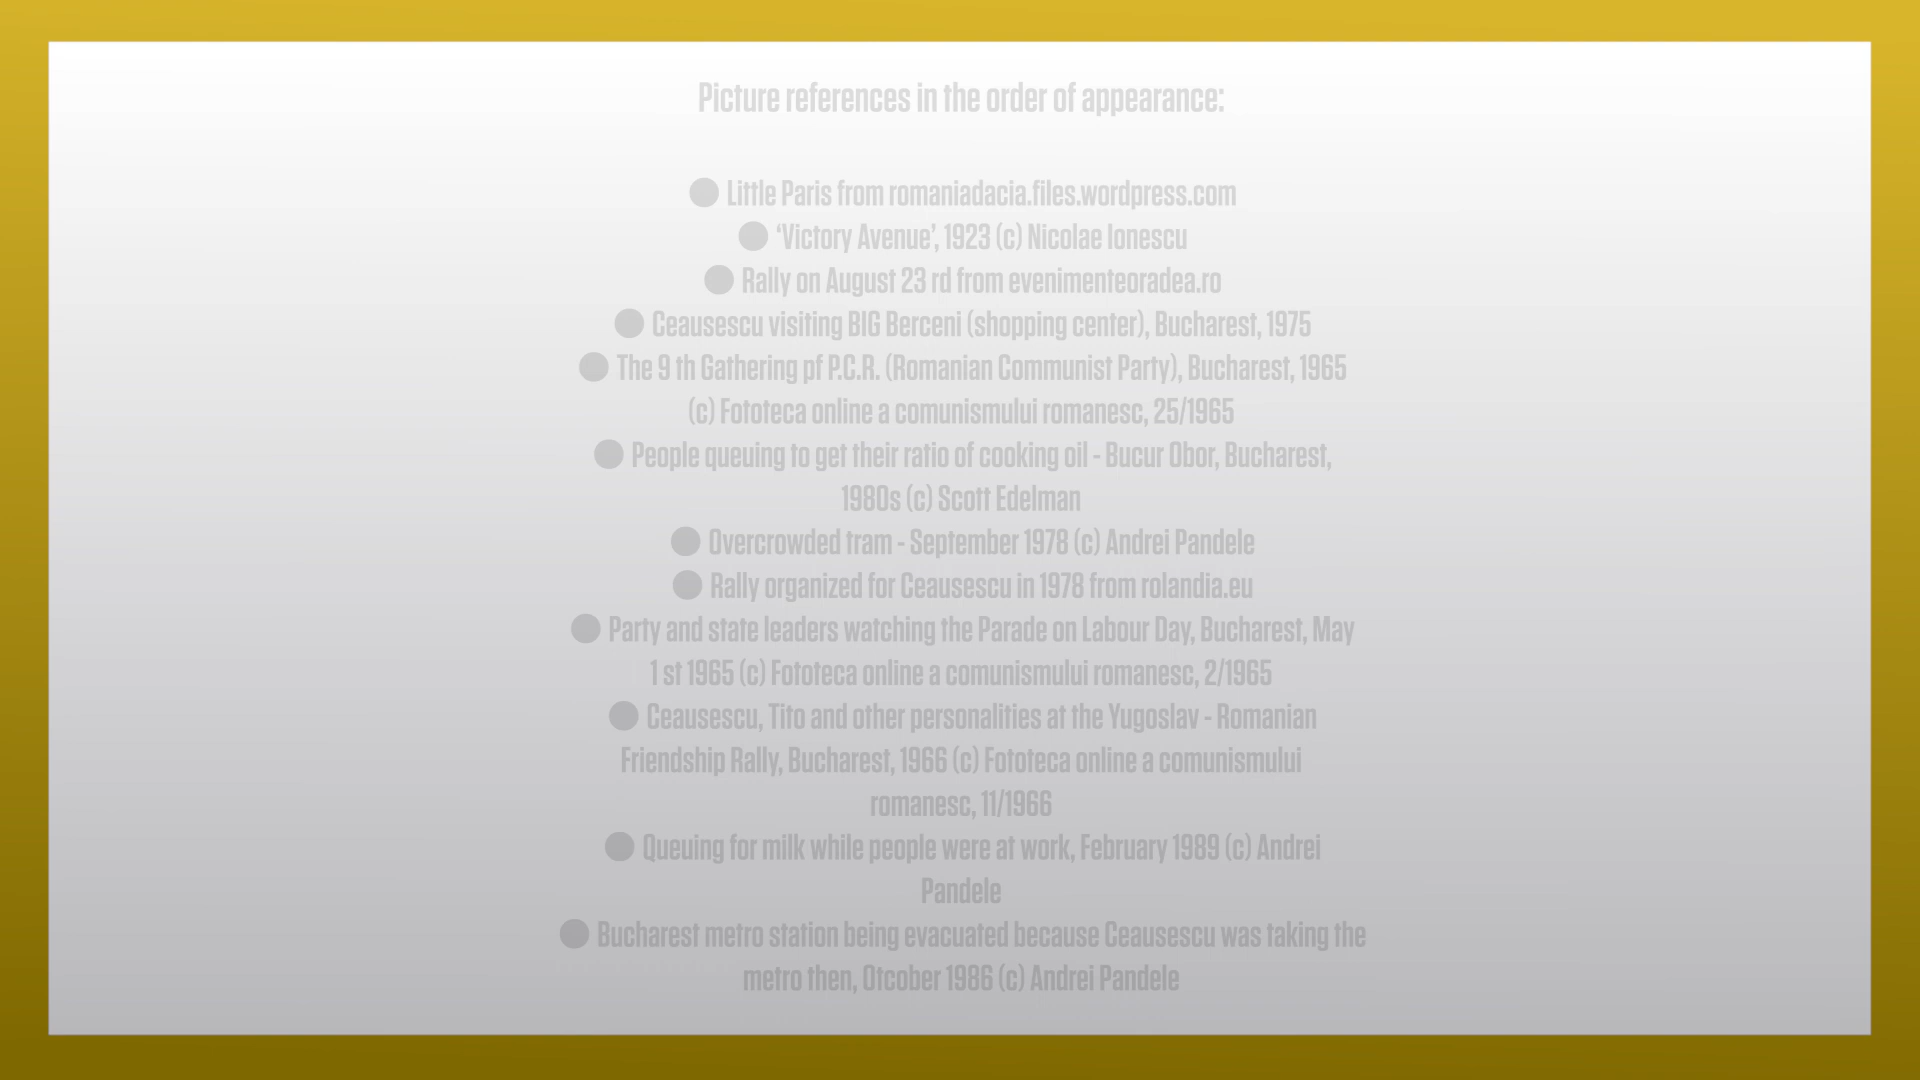 Picture references in the order of appearance:
● Little Paris from romaniadacia.files.wordpress.com
● ‘Victory Avenue’, 1923 (c) Nicolae Ionescu
● Rally on August 23 rd from evenimenteoradea.ro
● Ceausescu visiting BIG Berceni (shopping center), Bucharest, 1975
● The 9 th Gathering pf P.C.R. (Romanian Communist Party), Bucharest, 1965
(c) Fototeca online a comunismului romanesc, 25/1965
● People queuing to get their ratio of cooking oil - Bucur Obor, Bucharest,
1980s (c) Scott Edelman
● Overcrowded tram - September 1978 (c) Andrei Pandele
● Rally organized for Ceausescu in 1978 from rolandia.eu
● Party and state leaders watching the Parade on Labour Day, Bucharest, May
1 st 1965 (c) Fototeca online a comunismului romanesc, 2/1965
● Ceausescu, Tito and other personalities at the Yugoslav - Romanian
Friendship Rally, Bucharest, 1966 (c) Fototeca online a comunismului
romanesc, 11/1966
● Queuing for milk while people were at work, February 1989 (c) Andrei
Pandele
● Bucharest metro station being evacuated because Ceausescu was taking the
metro then, Otcober 1986 (c) Andrei Pandele